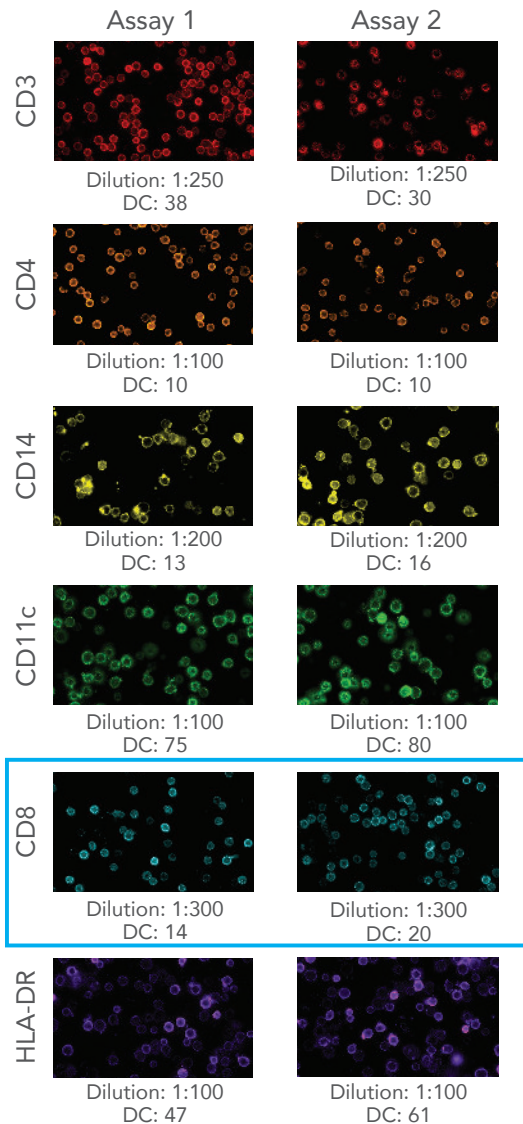 Assay 1 Assay 2
CD3
Dilution: 1:250 Dilution: 1:250
DC: 38 DC: 30
CD4
Dilution: 1:100 Dilution: 1:100
DC: 10 DC: 10
CD14
Dilution: 1:200 Dilution: 1:200
DC: 13 DC: 16
CD11c
Dilution: 1:100 Dilution: 1:100
DC: 75 DC: 80
CD8
Dilution: 1:300 Dilution: 1:300
DC: 14 DC: 20
HLA-DR
Dilution: 1:100 Dilution: 1:100
DC: 47 DC: 61